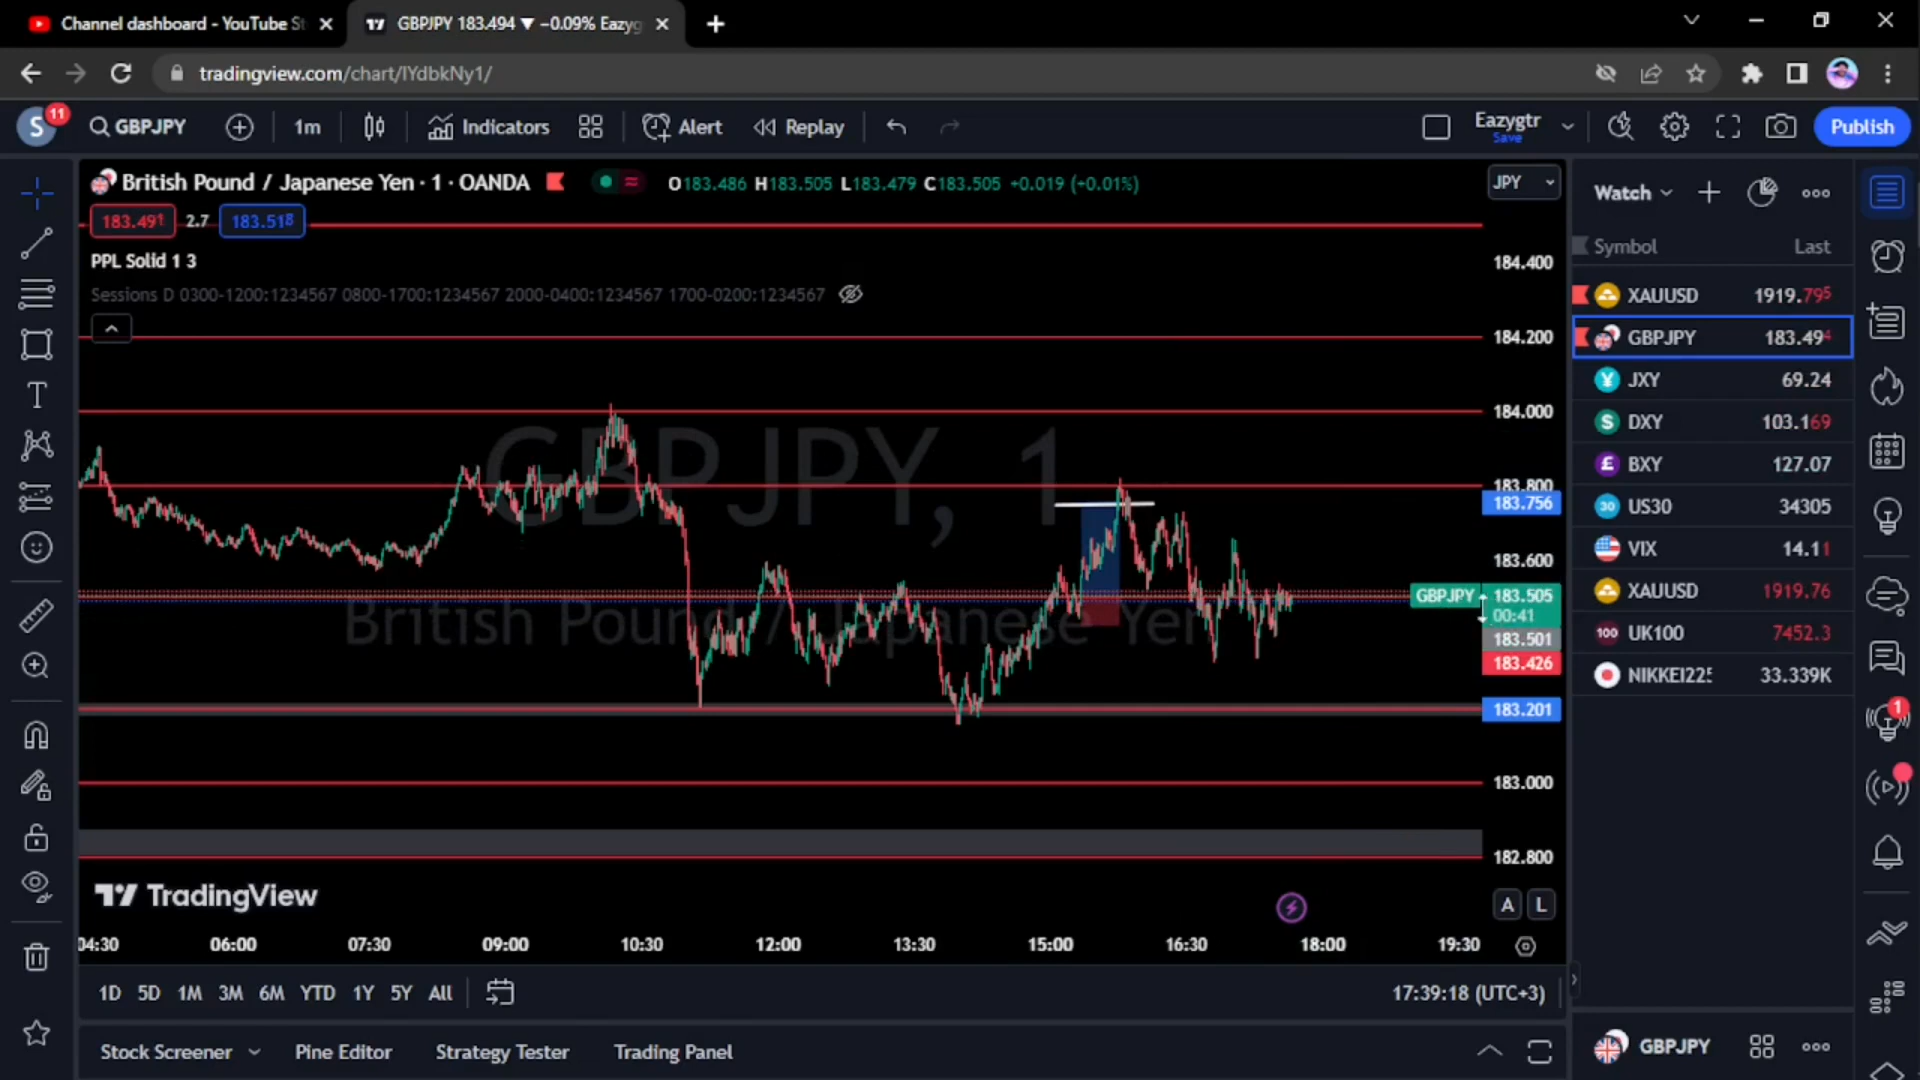 Channel dashboard - YouTube St
GBPJPY 183.494 ▼ −0.09% Eazyg
tradingview.com/chart/IYdbkNy1/
S 11
GBPJPY
1m
Indicators
Alert
Replay
Eazygtr
Save
Publish
British Pound / Japanese Yen · 1 · OANDA
O183.486 H183.505 L183.479 C183.505 +0.019 (+0.01%)
JPY
183.491 2.7 183.518
PPL Solid 1 3
Sessions D 0300-1200:1234567 0800-1700:1234567 2000-0400:1234567 1700-0200:1234567
GBPJPY, 1
British Pound / Japanese Yen
184.400
184.200
184.000
183.800
183.756
183.600
GBPJPY 183.505
00:41
183.501
183.426
183.201
183.000
182.800
TradingView
A L
04:30 06:00 07:30 09:00 10:30 12:00 13:30 15:00 16:30 18:00 19:30
1D 5D 1M 3M 6M YTD 1Y 5Y All
17:39:18 (UTC+3)
Stock Screener
Pine Editor
Strategy Tester
Trading Panel
Watch
Symbol Last
XAUUSD 1919.795
GBPJPY 183.494
JXY 69.24
DXY 103.169
BXY 127.07
30 US30 34305
VIX 14.11
XAUUSD 1919.76
100 UK100 7452.3
NIKKEI225 33.339K
1
GBPJPY